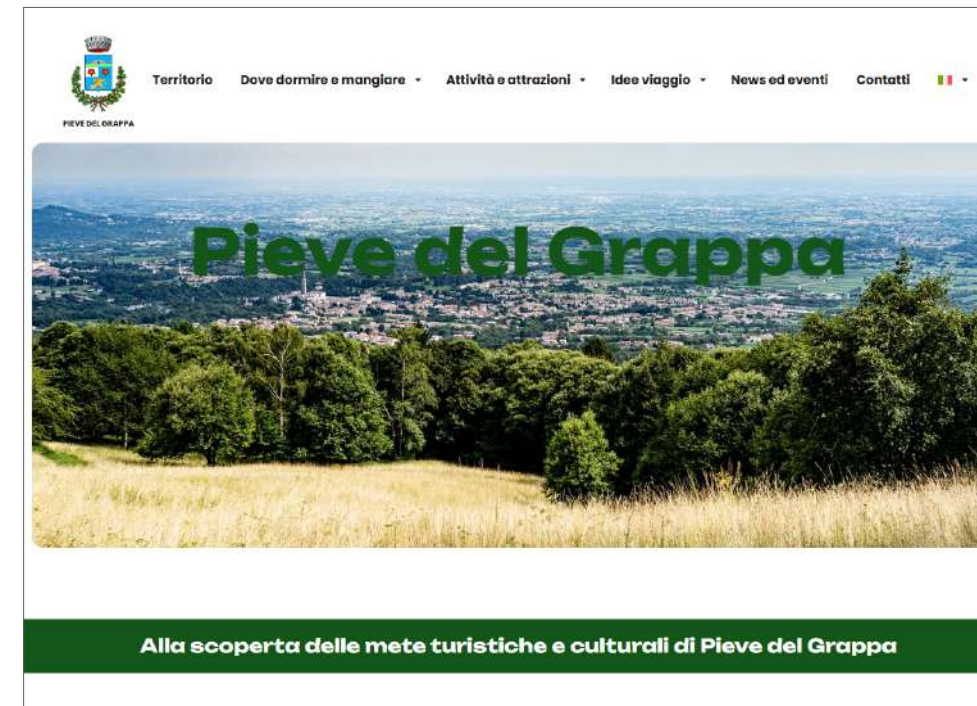 PIEVE DEL GRAPPA
Territorio Dove dormire e mangiare Attività e attrazioni Idee viaggio News ed eventi Contatti
Pieve del Grappa
Alla scoperta delle mete turistiche e culturali di Pieve del Grappa